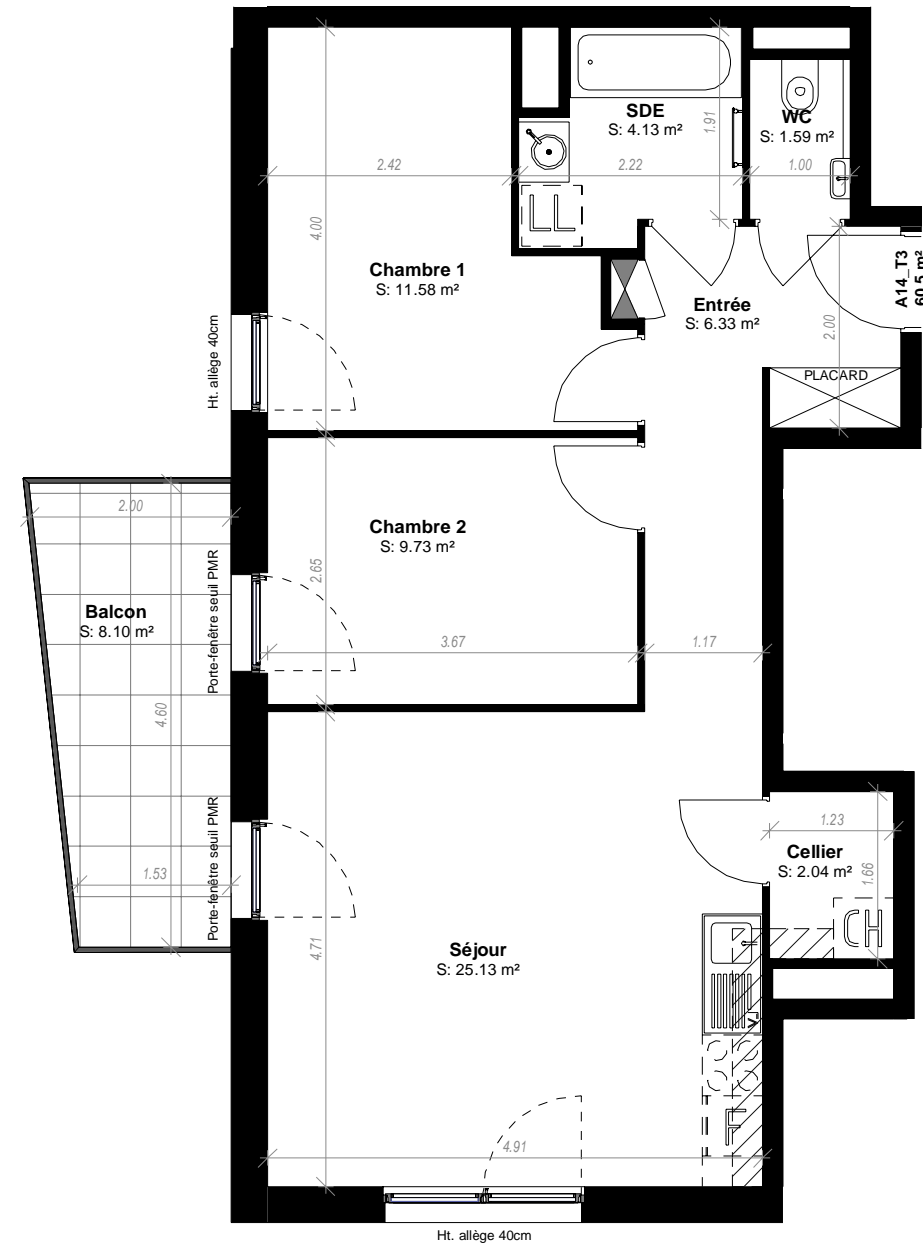 SDE
S: 4.13 m²
WC
S: 1.59 m²
1.91
2.42
2.22
1.00
4.00
LL
Chambre 1
S: 11.58 m²
Entrée
S: 6.33 m²
A14_T3
60.5 m²
2.00
Ht. allège 40cm
PLACARD
2.00
Chambre 2
S: 9.73 m²
2.65
Porte-fenêtre seuil PMR
Balcon
S: 8.10 m²
3.67
1.17
4.60
Porte-fenêtre seuil PMR
1.53
1.23
Cellier
S: 2.04 m²
1.66
CH
4.71
Séjour
S: 25.13 m²
F
4.91
Ht. allège 40cm